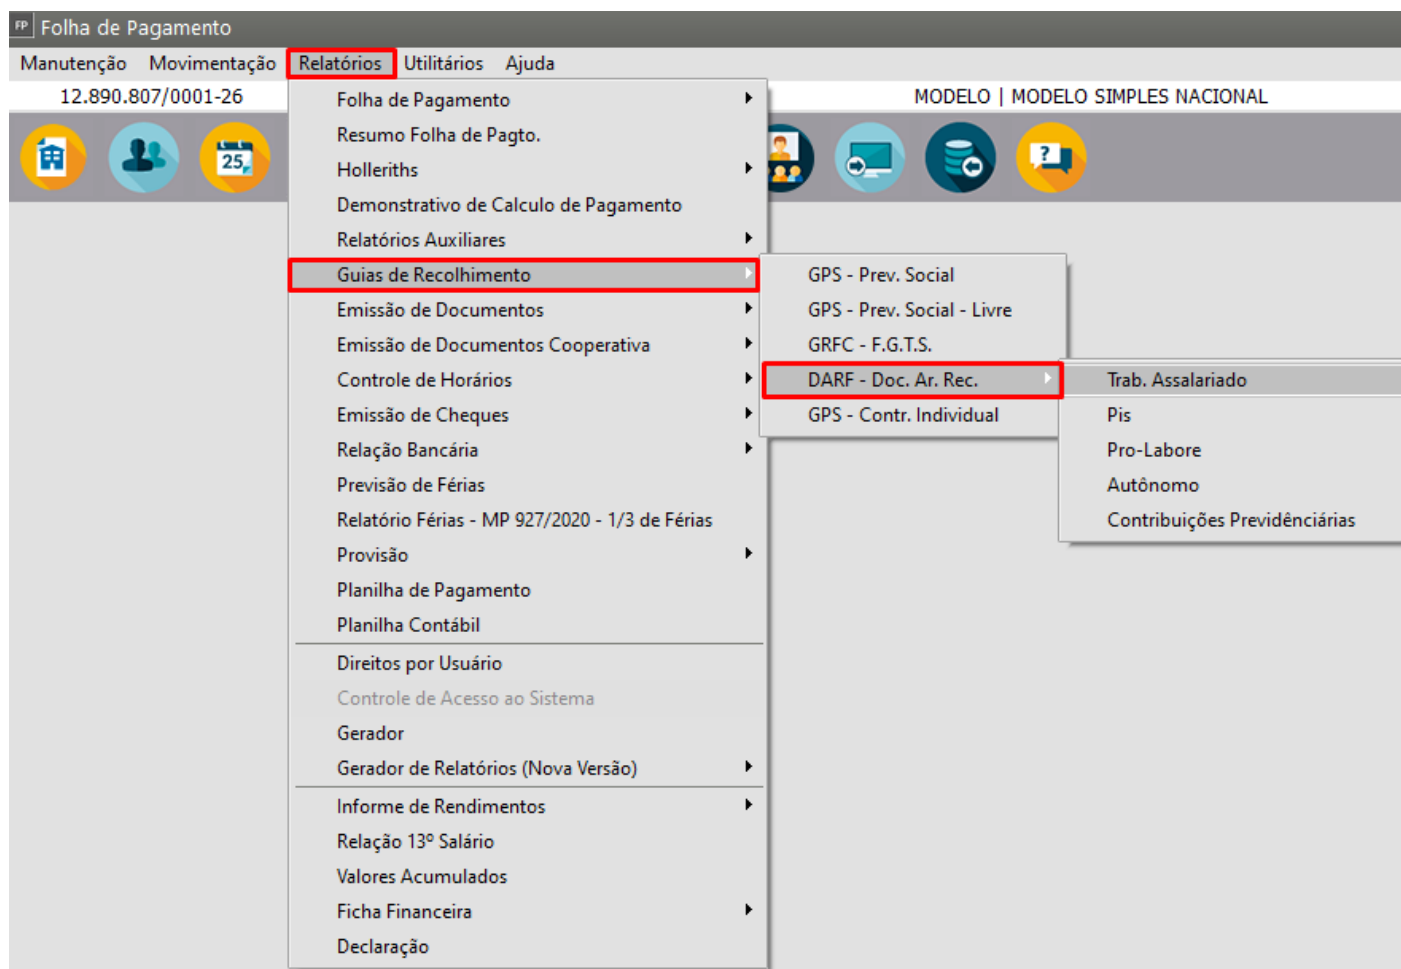 FP Folha de Pagamento
Manutenção Movimentação Relatórios Utilitários Ajuda
12.890.807/0001-26 MODELO | MODELO SIMPLES NACIONAL
25
?
Folha de Pagamento
Resumo Folha de Pagto.
Holleriths
Demonstrativo de Calculo de Pagamento
Relatórios Auxiliares
Guias de Recolhimento
Emissão de Documentos
Emissão de Documentos Cooperativa
Controle de Horários
Emissão de Cheques
Relação Bancária
Previsão de Férias
Relatório Férias - MP 927/2020 - 1/3 de Férias
Provisão
Planilha de Pagamento
Planilha Contábil
Direitos por Usuário
Controle de Acesso ao Sistema
Gerador
Gerador de Relatórios (Nova Versão)
Informe de Rendimentos
Relação 13º Salário
Valores Acumulados
Ficha Financeira
Declaração
GPS - Prev. Social
GPS - Prev. Social - Livre
GRFC - F.G.T.S.
DARF - Doc. Ar. Rec.
GPS - Contr. Individual
Trab. Assalariado
Pis
Pro-Labore
Autônomo
Contribuições Previdênciárias